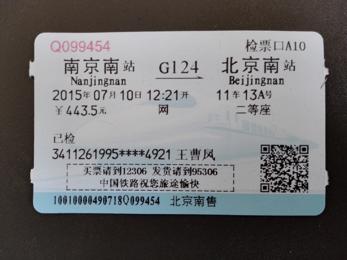 Q099454 检票口A10
南京南站 G124 北京南站
Nanjingnan Beijingnan
2015年07月10日12:21开 11车13A号
￥443.5元 网 二等座
已检
3411261995****4921 王曹凤
买票请到12306 发货请到95306
中国铁路祝您旅途愉快
10010000490718Q099454 北京南售